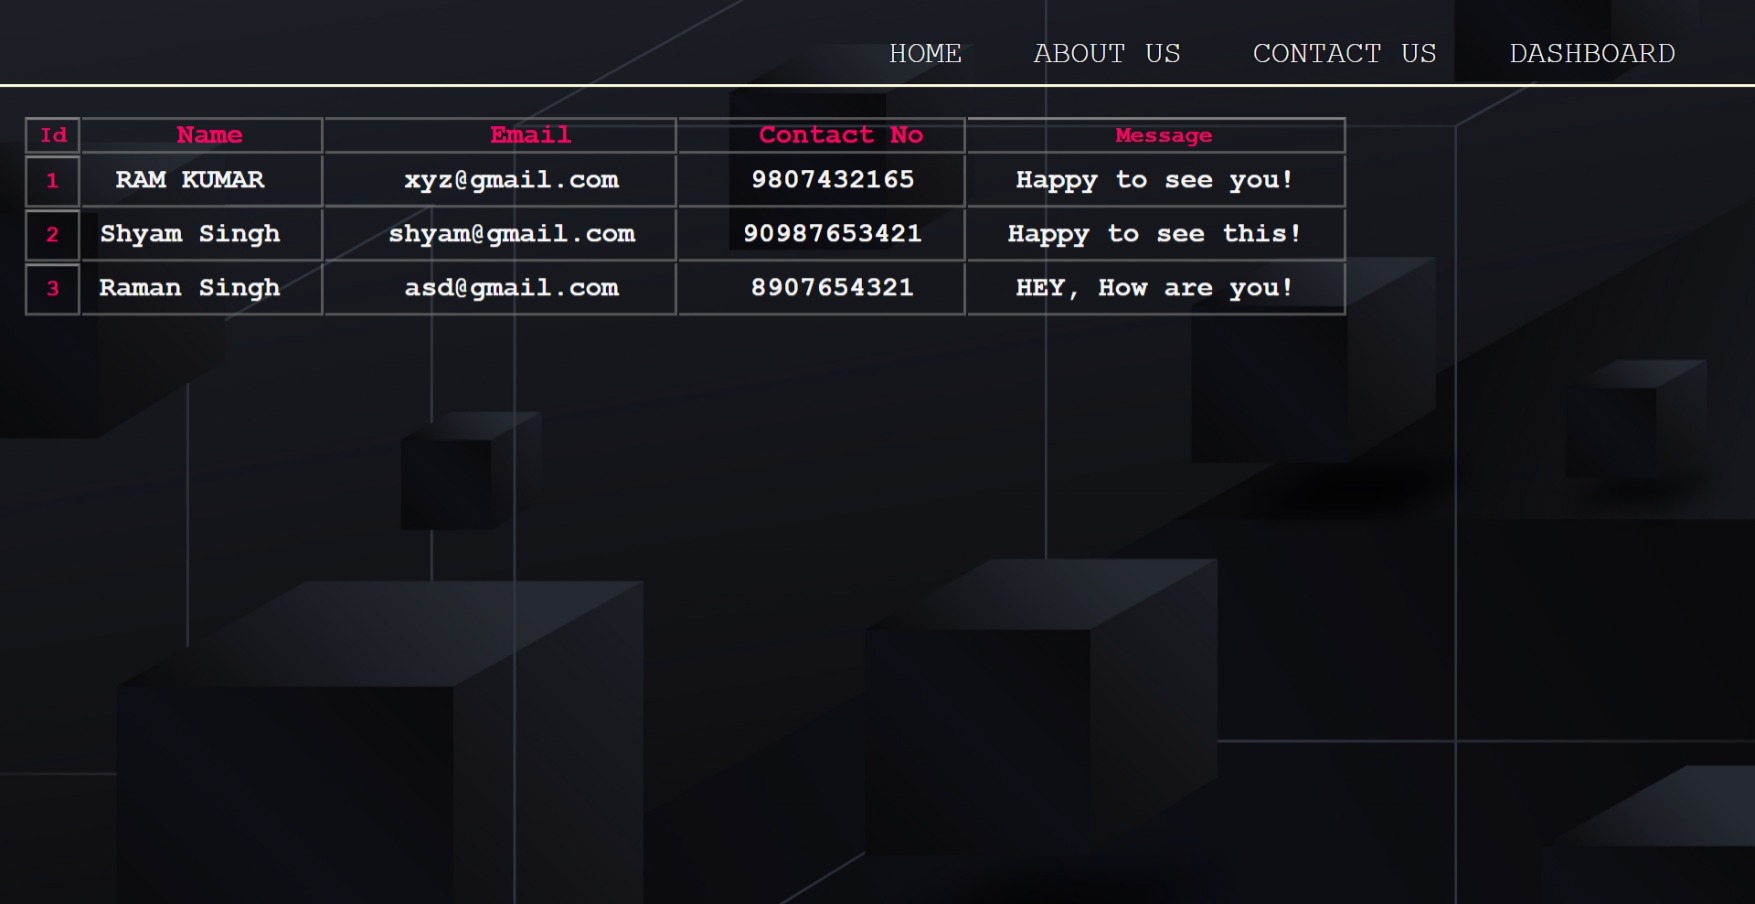 HOME ABOUT US CONTACT US DASHBOARD
Id Name Email Contact No Message
1 RAM KUMAR xyz@gmail.com 9807432165 Happy to see you!
2 Shyam Singh shyam@gmail.com 90987653421 Happy to see this!
3 Raman Singh asd@gmail.com 8907654321 HEY, How are you!